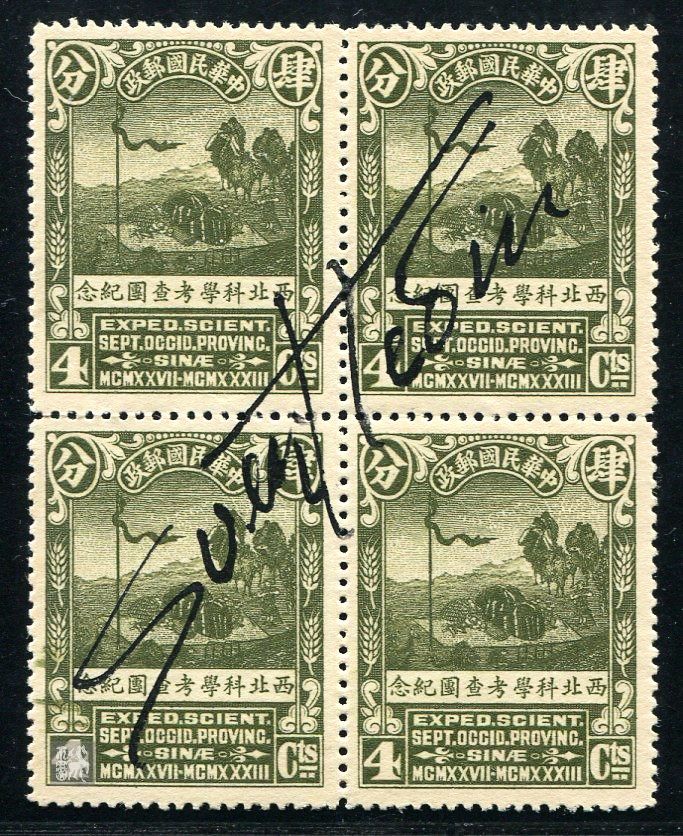 中華民國郵政
肆 分
西北科學考查團紀念
EXPED.SCIENT.
SEPT.OCCID.PROVINC.
SINÆ
MCMXXVII-MCMXXXIII
4 Cts
中華民國郵政
肆 分
西北科學考查團紀念
EXPED.SCIENT.
SEPT.OCCID.PROVINC.
SINÆ
MCMXXVII-MCMXXXIII
4 Cts
Sven Hedin
中華民國郵政
肆 分
西北科學考查團紀念
EXPED.SCIENT.
SEPT.OCCID.PROVINC.
SINÆ
MCMXXVII-MCMXXXIII
Cts
中華民國郵政
肆 分
西北科學考查團紀念
EXPED.SCIENT.
SEPT.OCCID.PROVINC.
SINÆ
MCMXXVII-MCMXXXIII
4 Cts